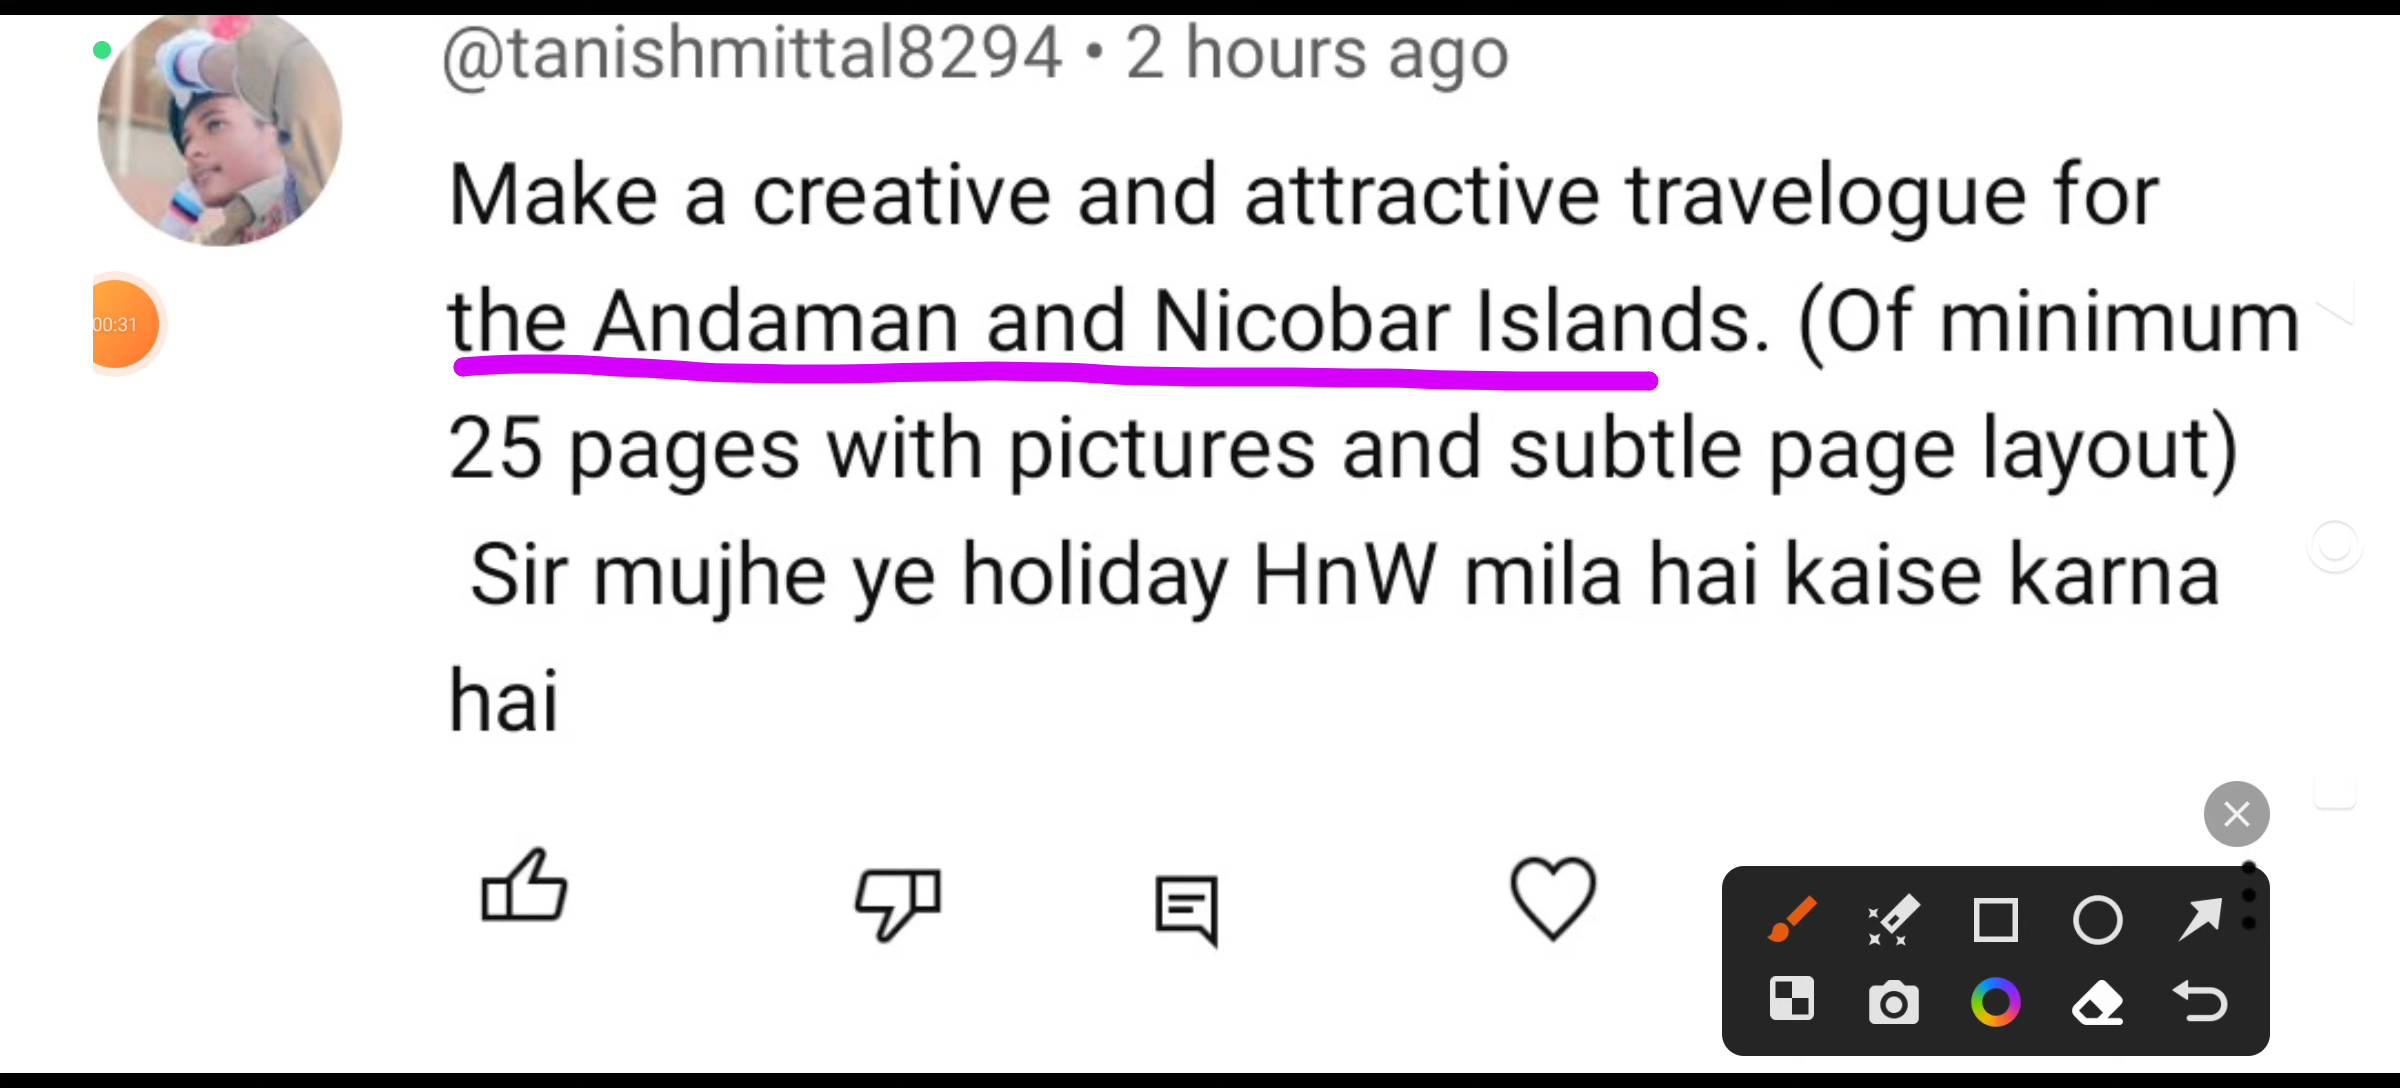 @tanishmittal8294 • 2 hours ago
Make a creative and attractive travelogue for
the Andaman and Nicobar Islands. (Of minimum
00:31
25 pages with pictures and subtle page layout)
Sir mujhe ye holiday HnW mila hai kaise karna
hai